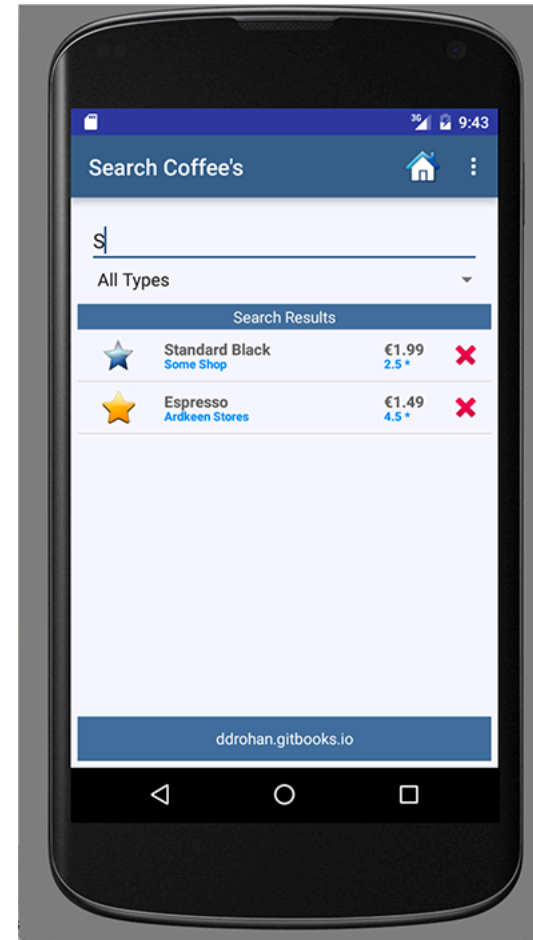 3G 9:43
Search Coffee's
S
All Types
Search Results
Standard Black €1.99
Some Shop 2.5 *
Espresso €1.49
Ardkeen Stores 4.5 *
ddrohan.gitbooks.io